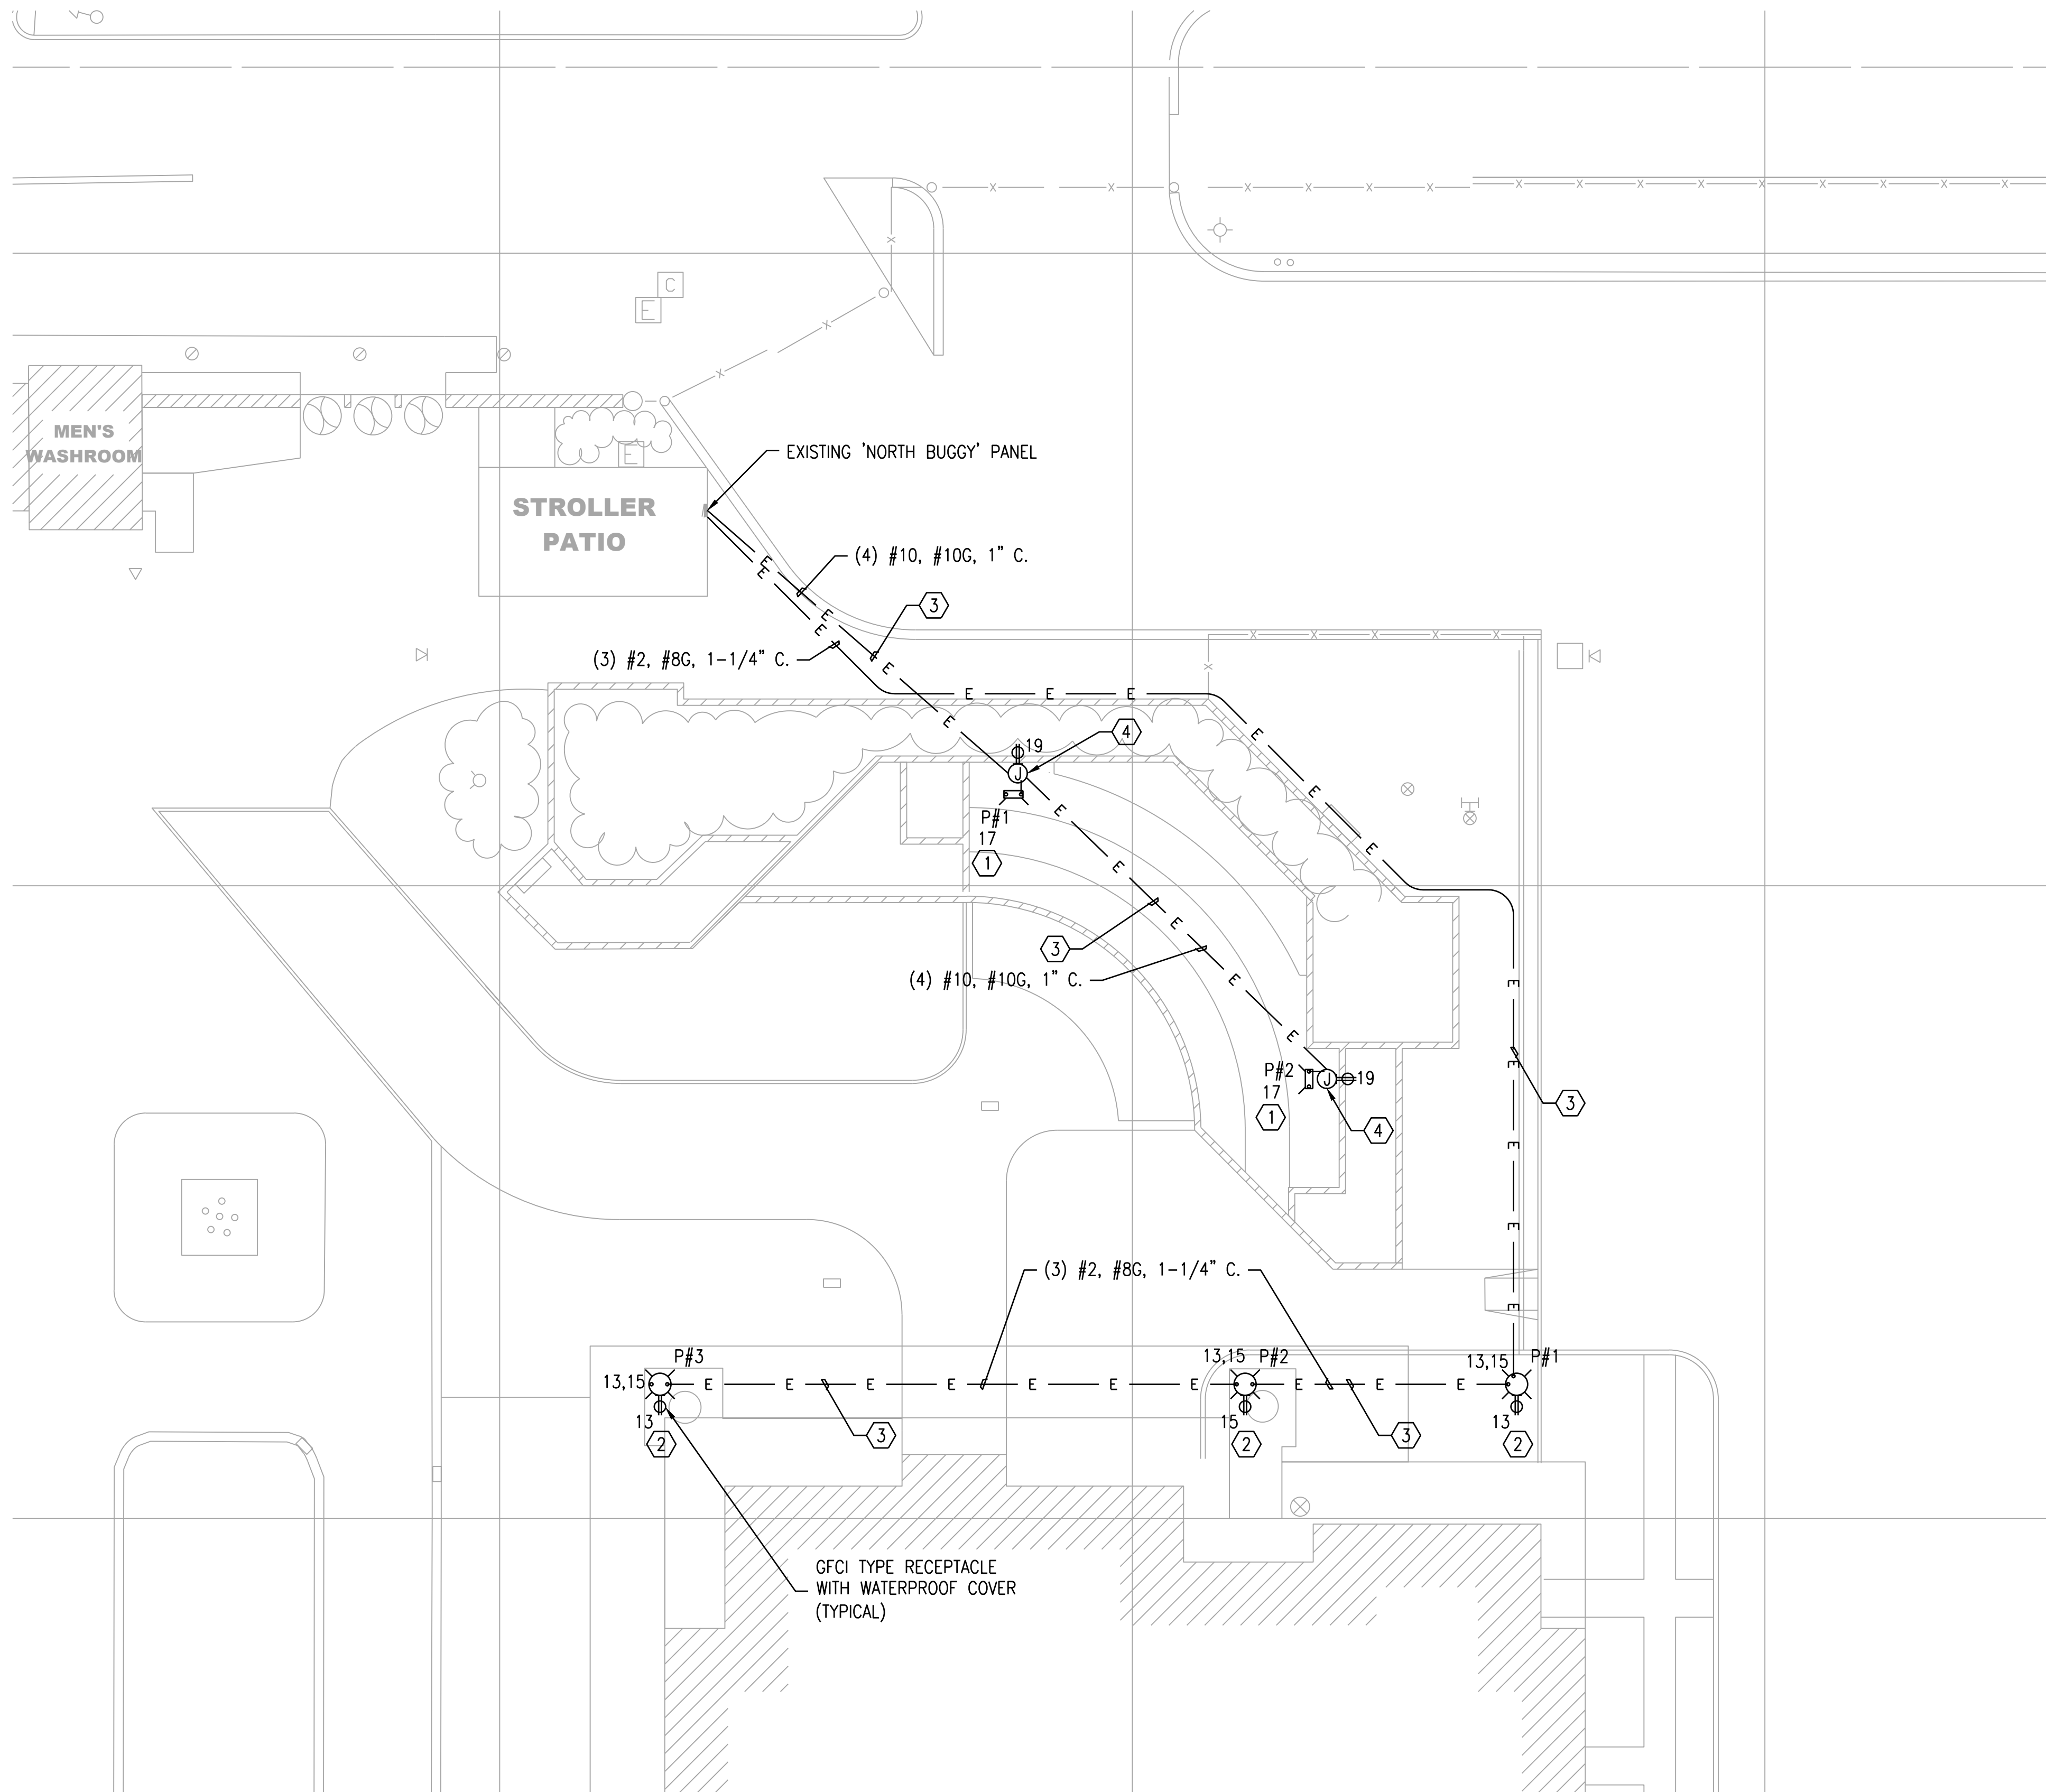 C
E
MEN'S
WASHROOM
E
EXISTING 'NORTH BUGGY' PANEL
STROLLER
PATIO
(4) #10, #10G, 1" C.
3
(3) #2, #8G, 1-1/4" C.
E
E
E
E
E
E
E
E
E
E
4
19
J
P#1
17
1
E
E
E
E
E
E
3
(4) #10, #10G, 1" C.
E
E
E
E
P#2
J
19
17
1
4
3
E
E
E
(3) #2, #8G, 1-1/4" C.
E
P#3
13,15
P#2
13,15
P#1
13,15
E
E
E
E
E
E
E
E
E
E
13
15
13
2
3
2
3
2
GFCI TYPE RECEPTACLE
WITH WATERPROOF COVER
(TYPICAL)